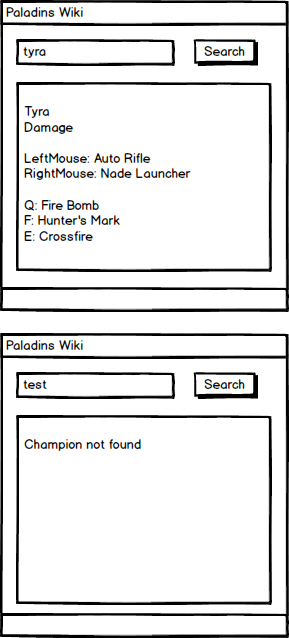 Paladins Wiki
tyra
Search
Tyra
Damage
LeftMouse: Auto Rifle
RightMouse: Nade Launcher
Q: Fire Bomb
F: Hunter's Mark
E: Crossfire
Paladins Wiki
test
Search
Champion not found